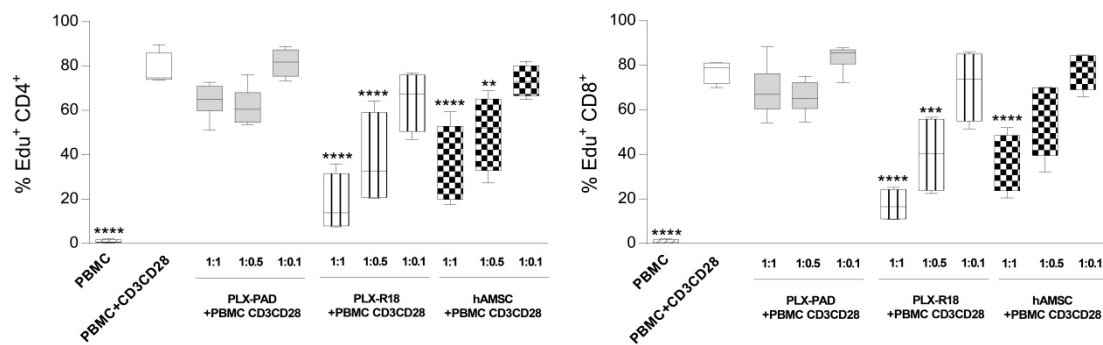 % Edu+ CD4+
100
80
60
40
20
0
****
****
****
****
**
PBMC
PBMC+CD3CD28
1:1 1:0.5 1:0.1 1:1 1:0.5 1:0.1 1:1 1:0.5 1:0.1
PLX-PAD PLX-R18 hAMSC
+PBMC CD3CD28 +PBMC CD3CD28 +PBMC CD3CD28
% Edu+ CD8+
100
80
60
40
20
0
****
****
***
****
PBMC
PBMC+CD3CD28
1:1 1:0.5 1:0.1 1:1 1:0.5 1:0.1 1:1 1:0.5 1:0.1
PLX-PAD PLX-R18 hAMSC
+PBMC CD3CD28 +PBMC CD3CD28 +PBMC CD3CD28